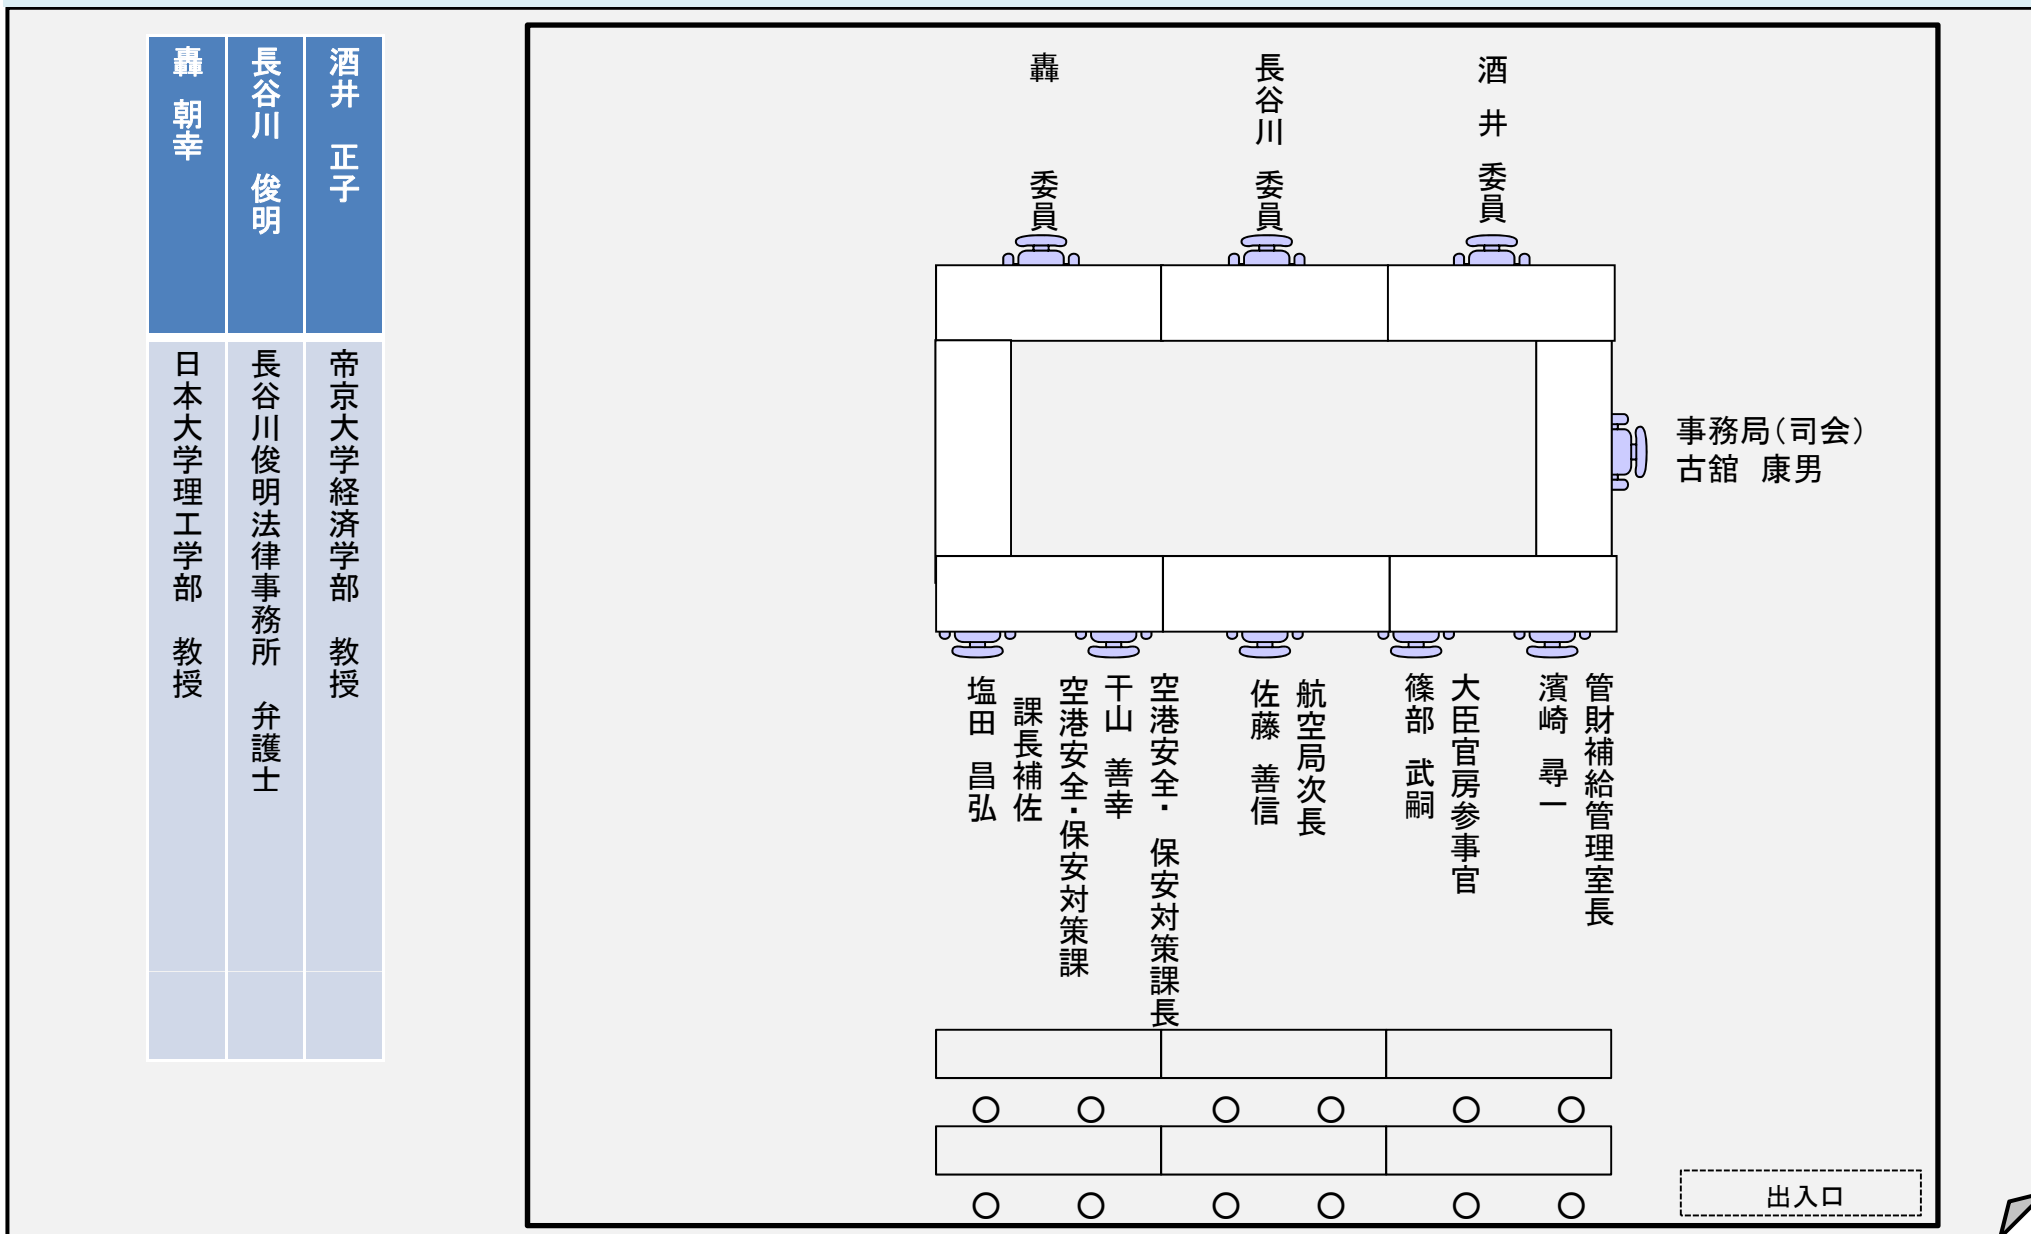 酒井 正子
帝京大学経済学部 教授
長谷川 俊明
長谷川俊明法律事務所 弁護士
轟 朝幸
日本大学理工学部 教授
酒井 委員
長谷川 委員
轟 委員
事務局(司会)
古舘 康男
管財補給管理室長
濱崎 尋一
大臣官房参事官
篠部 武嗣
航空局次長
佐藤 善信
空港安全・保安対策課長
干山 善幸
空港安全・保安対策課
課長補佐
塩田 昌弘
出入口